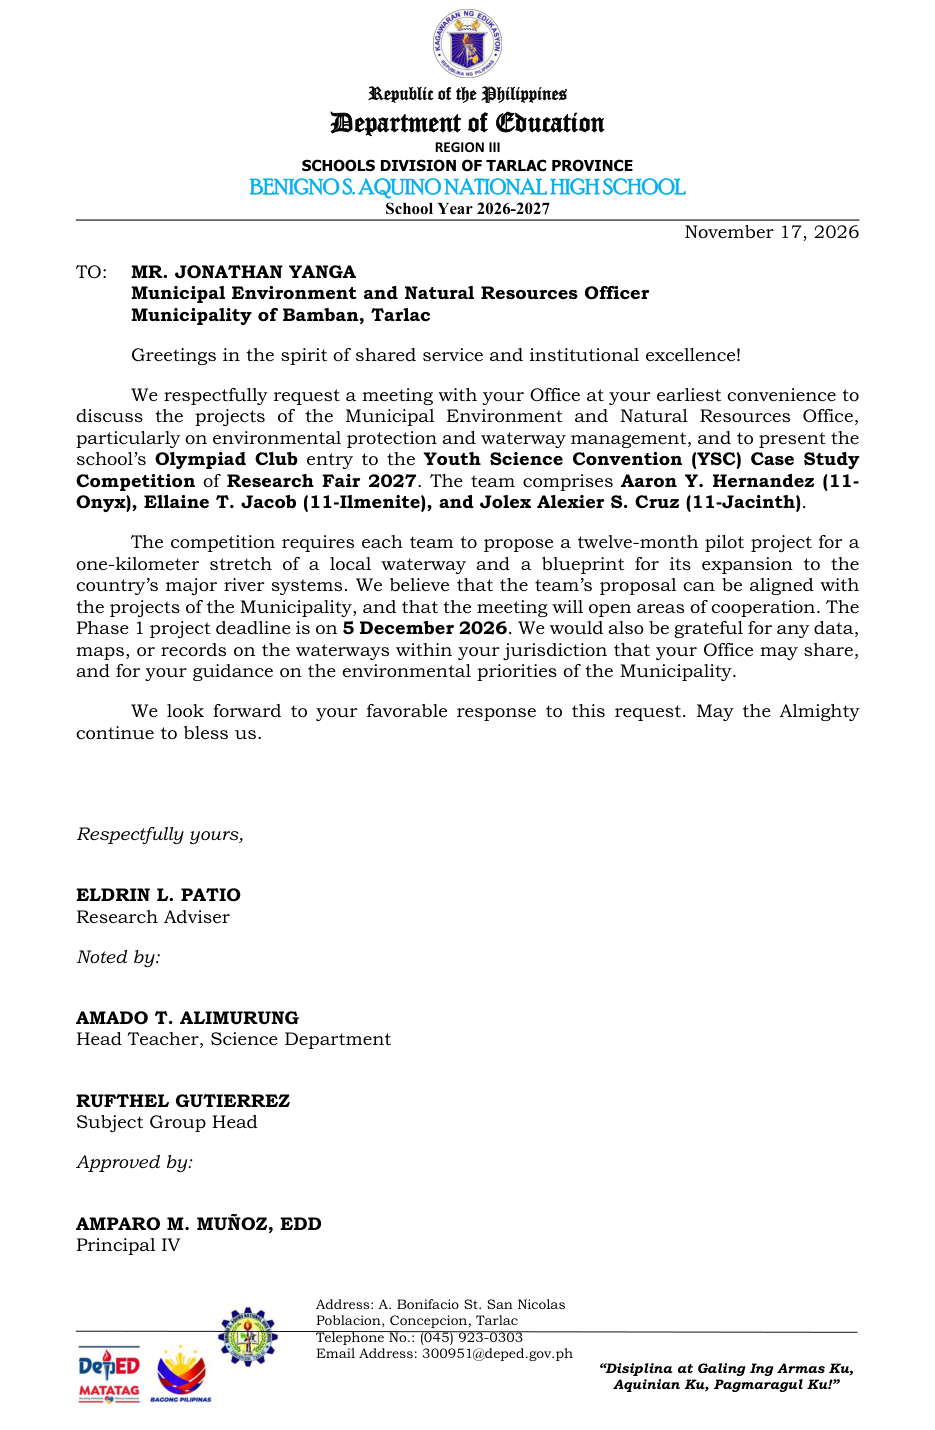 KAGAWARAN NG EDUKASYON
REPUBLIKA NG PILIPINAS
Republic of the Philippines
Department of Education
REGION III
SCHOOLS DIVISION OF TARLAC PROVINCE
BENIGNO S. AQUINO NATIONAL HIGH SCHOOL
School Year 2026-2027
November 17, 2026
TO: MR. JONATHAN YANGA
Municipal Environment and Natural Resources Officer
Municipality of Bamban, Tarlac
Greetings in the spirit of shared service and institutional excellence!
We respectfully request a meeting with your Office at your earliest convenience to
discuss the projects of the Municipal Environment and Natural Resources Office,
particularly on environmental protection and waterway management, and to present the
school’s Olympiad Club entry to the Youth Science Convention (YSC) Case Study
Competition of Research Fair 2027. The team comprises Aaron Y. Hernandez (11-
Onyx), Ellaine T. Jacob (11-Ilmenite), and Jolex Alexier S. Cruz (11-Jacinth).
The competition requires each team to propose a twelve-month pilot project for a
one-kilometer stretch of a local waterway and a blueprint for its expansion to the
country’s major river systems. We believe that the team’s proposal can be aligned with
the projects of the Municipality, and that the meeting will open areas of cooperation. The
Phase 1 project deadline is on 5 December 2026. We would also be grateful for any data,
maps, or records on the waterways within your jurisdiction that your Office may share,
and for your guidance on the environmental priorities of the Municipality.
We look forward to your favorable response to this request. May the Almighty
continue to bless us.
Respectfully yours,
ELDRIN L. PATIO
Research Adviser
Noted by:
AMADO T. ALIMURUNG
Head Teacher, Science Department
RUFTHEL GUTIERREZ
Subject Group Head
Approved by:
AMPARO M. MUÑOZ, EDD
Principal IV
Address: A. Bonifacio St. San Nicolas
Poblacion, Concepcion, Tarlac
Telephone No.: (045) 923-0303
Email Address: 300951@deped.gov.ph
DepED
MATATAG
BAGONG PILIPINAS
“Disiplina at Galing Ing Armas Ku,
Aquinian Ku, Pagmaragul Ku!”